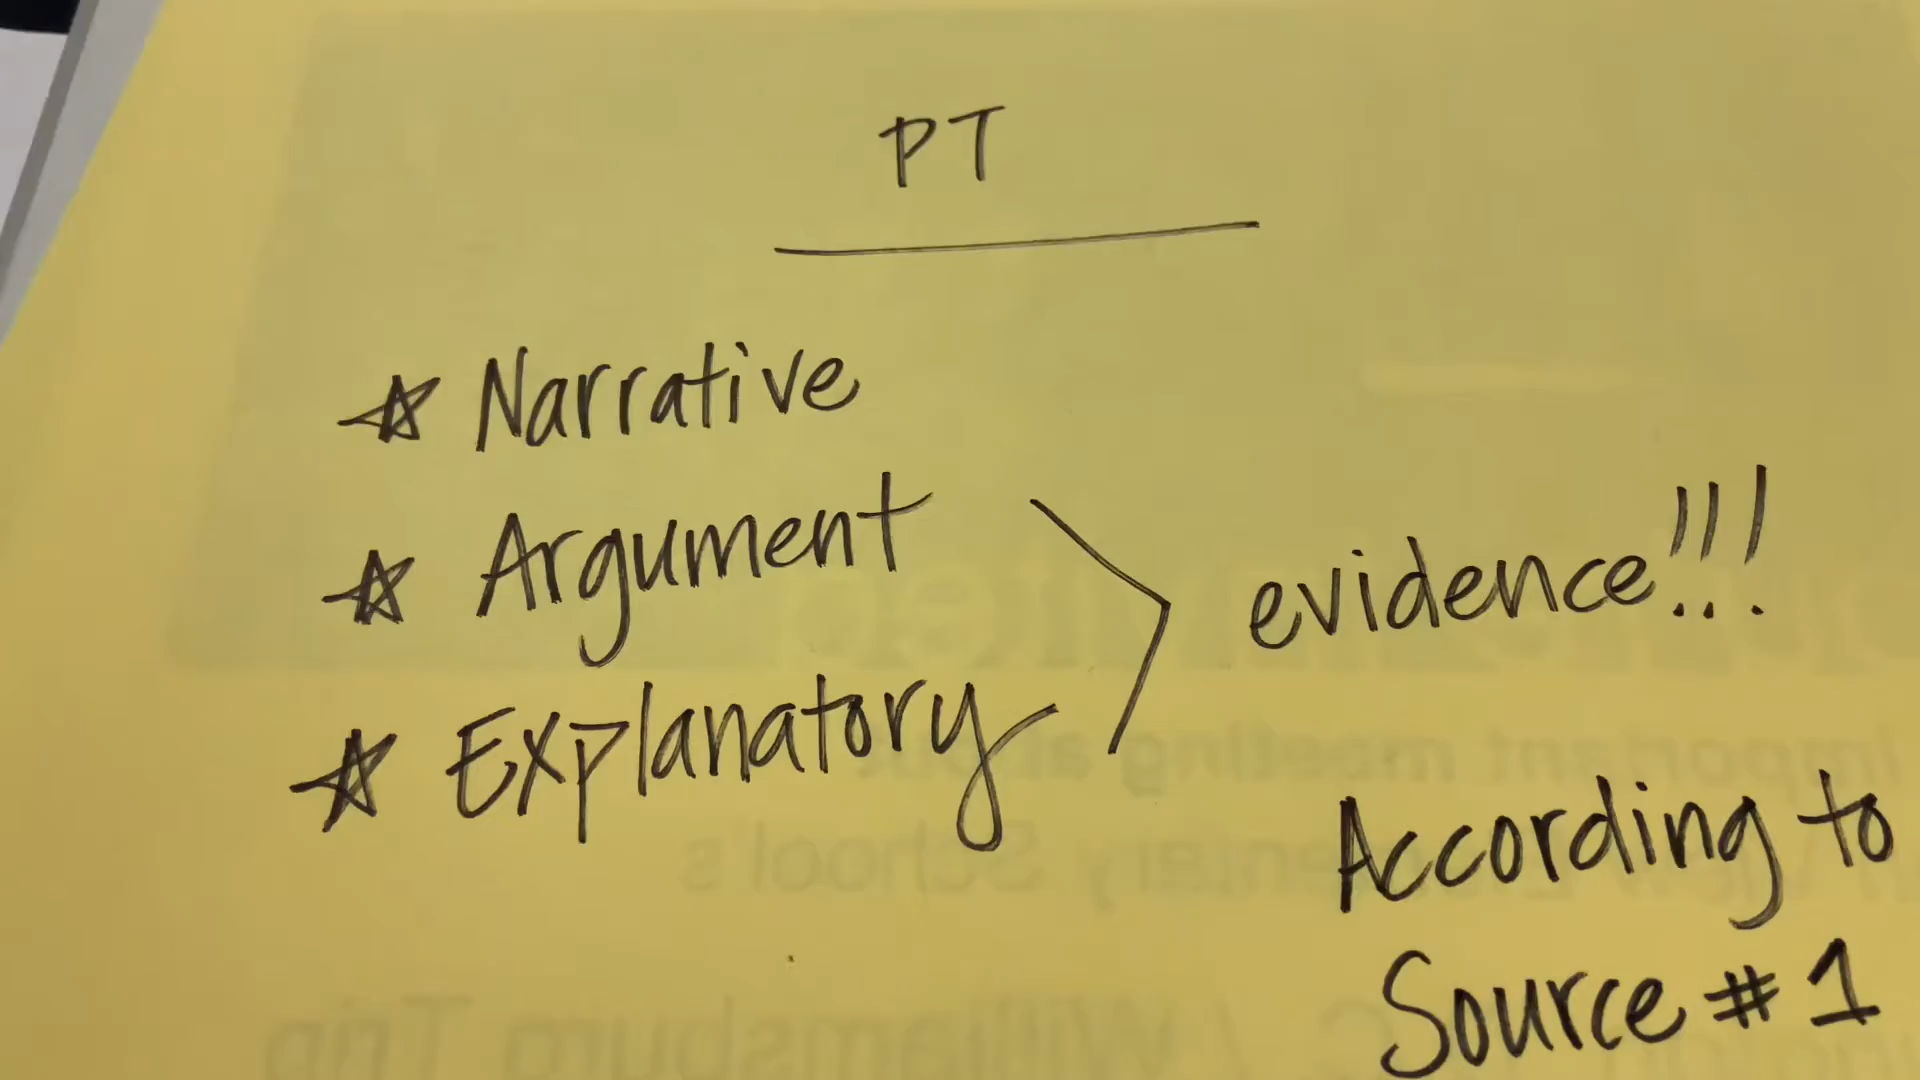 PT
Narrative
Argument
evidence!!!
Explanatory
According to
Source #1